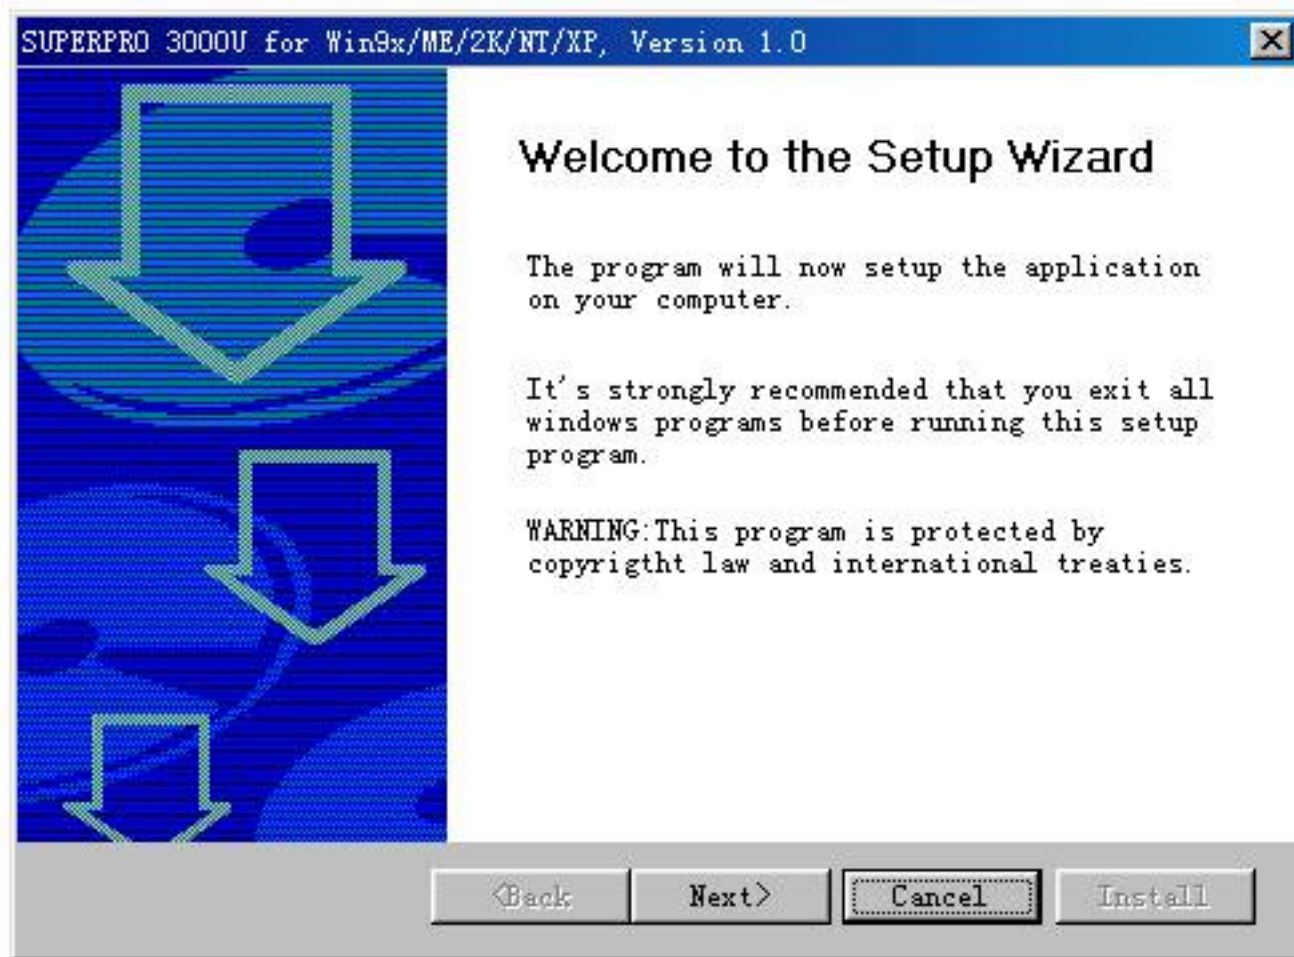 SUPERPRO 3000U for Win9x/ME/2K/NT/XP, Version 1.0
Welcome to the Setup Wizard
The program will now setup the application
on your computer.
It's strongly recommended that you exit all
windows programs before running this setup
program.
WARNING:This program is protected by
copyrigtht law and international treaties.
<Back
Next>
Cancel
Install